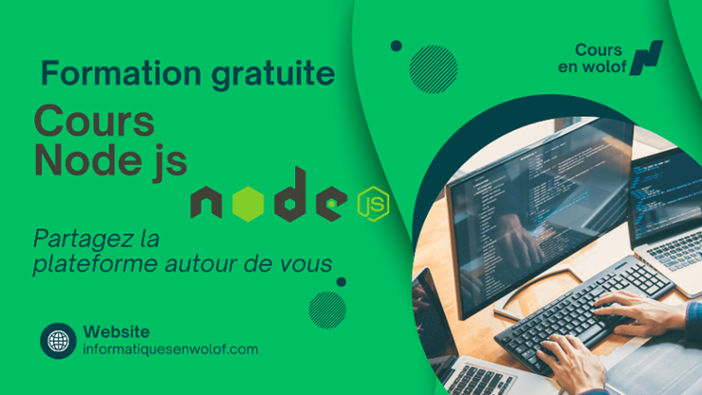 Formation gratuite
Cours
en wolof
Cours
Node js
node
JS
Partagez la
plateforme autour de vous
Website
informatiquesenwolof.com